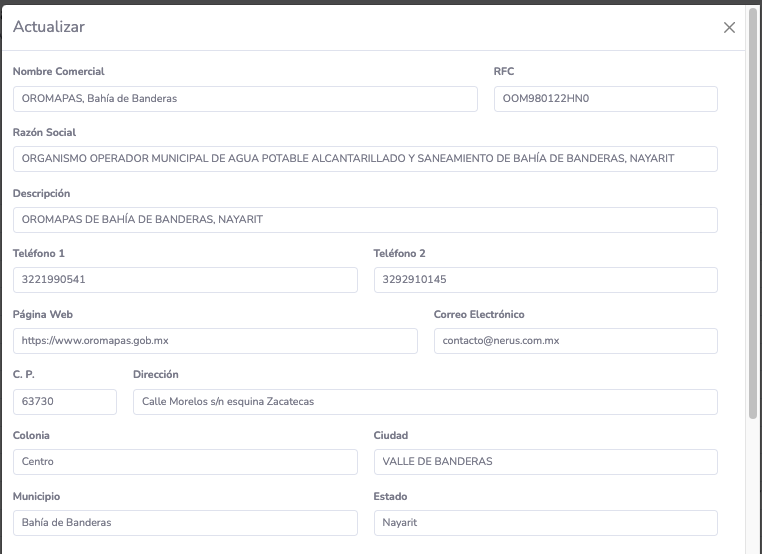 Actualizar
Nombre Comercial
RFC
OROMAPAS, Bahía de Banderas
OOM980122HN0
Razón Social
ORGANISMO OPERADOR MUNICIPAL DE AGUA POTABLE ALCANTARILLADO Y SANEAMIENTO DE BAHÍA DE BANDERAS, NAYARIT
Descripción
OROMAPAS DE BAHÍA DE BANDERAS, NAYARIT
Teléfono 1
Teléfono 2
3221990541
3292910145
Página Web
Correo Electrónico
https://www.oromapas.gob.mx
contacto@nerus.com.mx
C. P.
Dirección
63730
Calle Morelos s/n esquina Zacatecas
Colonia
Ciudad
Centro
VALLE DE BANDERAS
Municipio
Estado
Bahía de Banderas
Nayarit